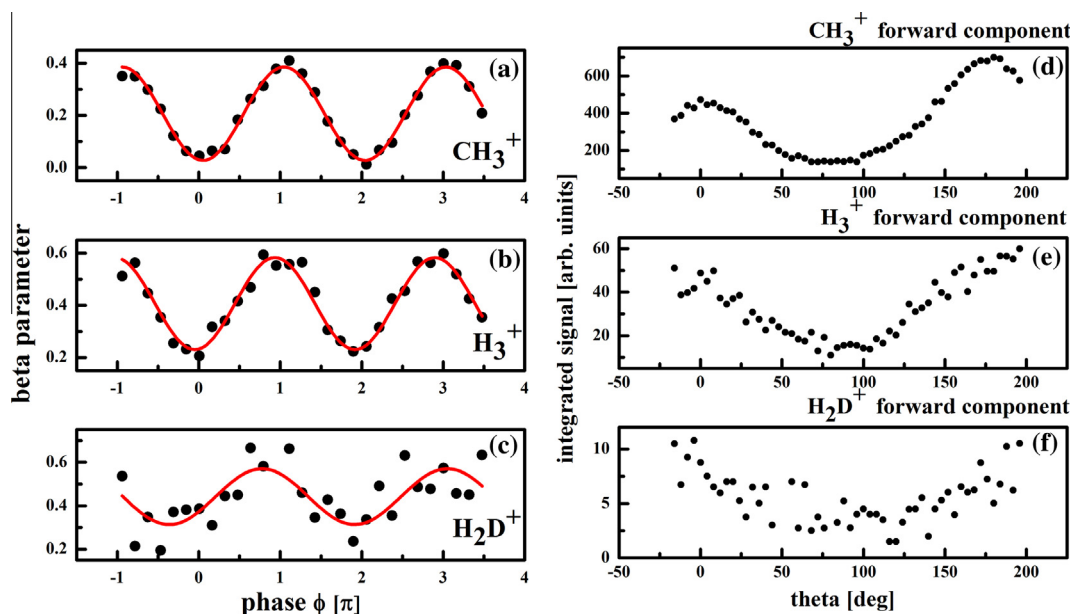 beta parameter
0.4
0.2
0.0
(a)
CH3+
-1 0 1 2 3 4
0.6
0.4
0.2
(b)
H3+
-1 0 1 2 3 4
0.6
0.4
0.2
(c)
H2D+
-1 0 1 2 3 4
phase ϕ [π]
integrated signal [arb. uinits]
CH3+ forward component
600
400
200
(d)
-50 0 50 100 150 200
H3+ forward component
60
40
20
(e)
-50 0 50 100 150 200
H2D+ forward component
10
5
0
(f)
-50 0 50 100 150 200
theta [deg]